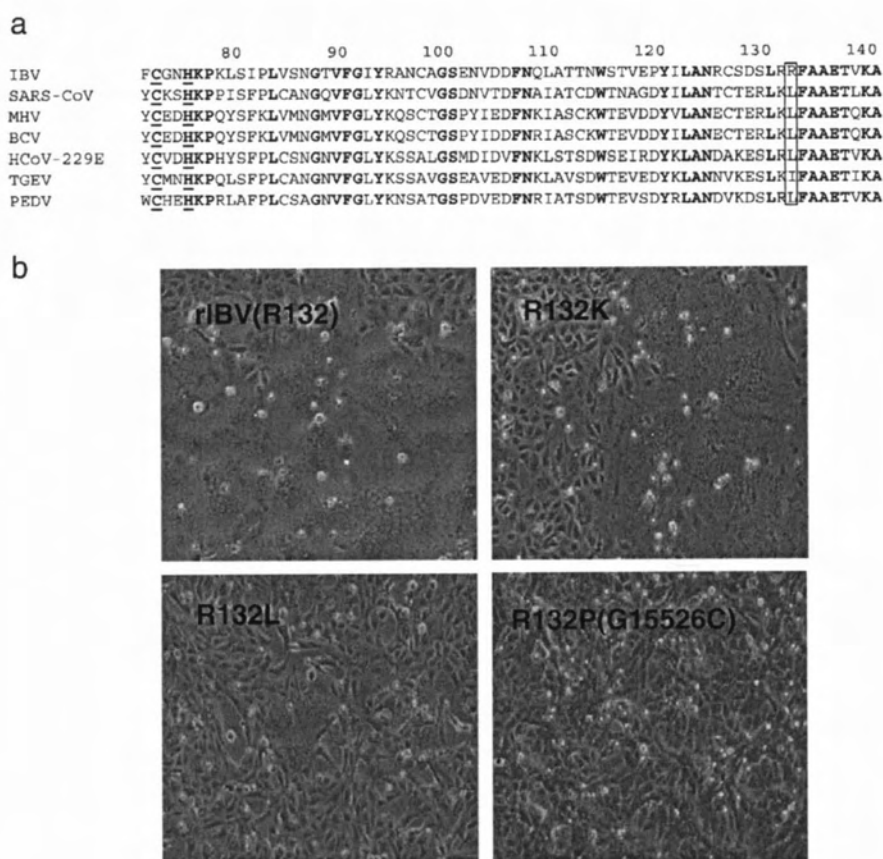 a
80 90 100 110 120 130 140
IBV FCGNHKPKLSIPLVSNGTVFGIYRANCAGSENVDDFNQLATTNWSTVEPYILANRCSDSLRRFAAETVKA
SARS-CoV YCKSHKPPISFPLCANGQVFGLYKNTCVGSDNVTDFNAIATCDWTNAGDYILANTCTERLKLFAAETLKA
MHV YCEDHKPQYSFKLVMNGMVFGLYKQSCTGSPYIEDFNKIASCKWTEVDDYVLANECTERLKLFAAETQKA
BCV YCEDHKPQYSFKLVMNGMVFGLYKQSCTGSPYIDDFNRIASCKWTEVDDYILANECTERLKLFAAETQKA
HCoV-229E YCVDHKPHYSFPLCSNGNVFGLYKSSALGSMDIDVFNKLSTSDWSEIRDYKLANDAKESLRLFAAETVKA
TGEV YCMNHKPQLSFPLCANGNVFGLYKSSAVGSEAVEDFNKLAVSDWTNVEDYKLANNVKESLKIFAAETIKA
PEDV WCHEHKPRLAFPLCSAGNVFGLYKNSATGSPDVEDFNRIATSDWTEVSDYRLANDVKDSLRLFAAETVKA
b
rIBV(R132) R132K
R132L R132P(G15526C)